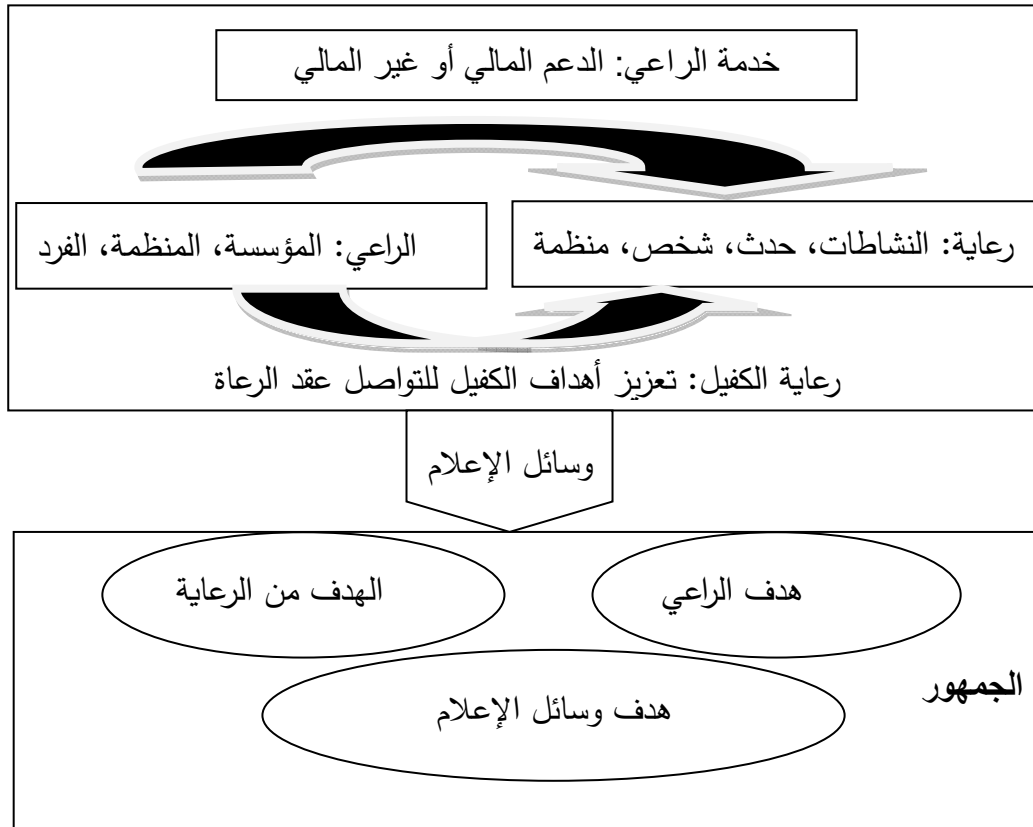 خدمة الراعي: الدعم المالي أو غير المالي
رعاية: النشاطات، حدث، شخص، منظمة
الراعي: المؤسسة، المنظمة، الفرد
رعاية الكفيل: تعزيز أهداف الكفيل للتواصل عقد الرعاة
وسائل الإعلام
هدف الراعي
الهدف من الرعاية
الجمهور
هدف وسائل الإعلام